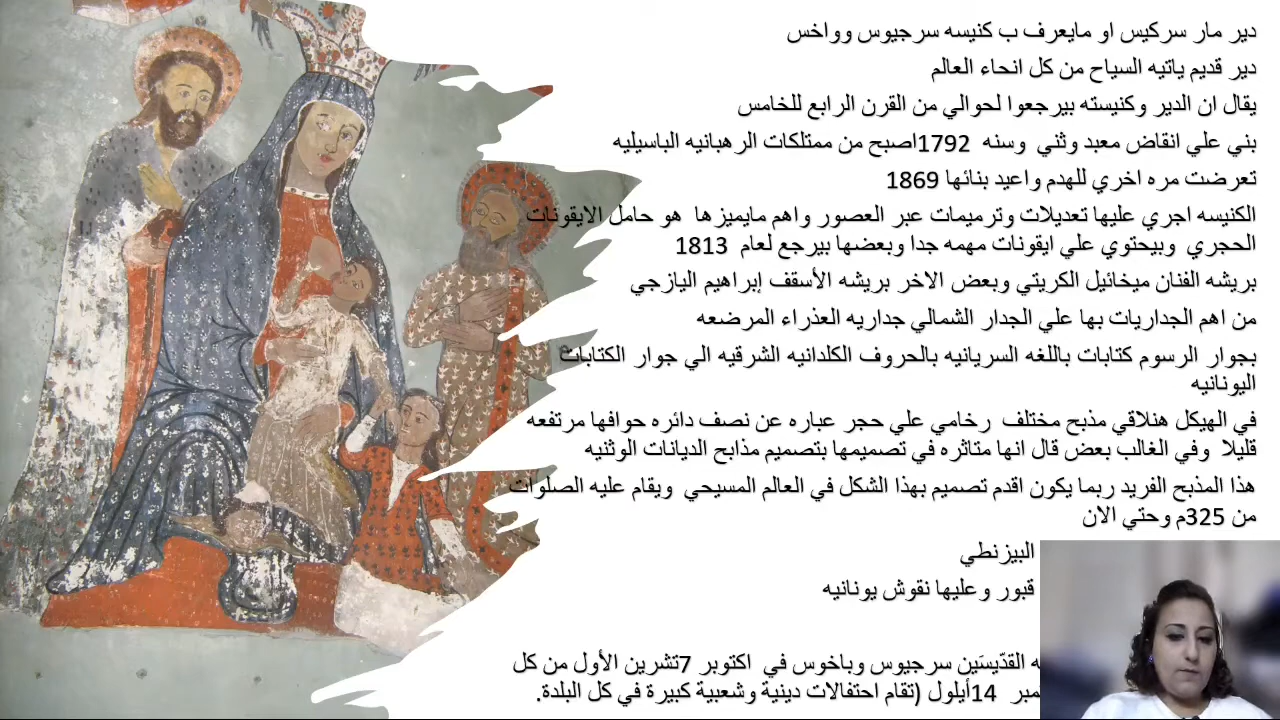 دير مار سركيس او مايعرف ب كنيسه سرجيوس وواخس
دير قديم ياتيه السياح من كل انحاء العالم
يقال ان الدير وكنيسته بيرجعوا لحوالي من القرن الرابع للخامس
بني علي انقاض معبد وثني وسنه 1792اصبح من ممتلكات الرهبانيه الباسيليه
تعرضت مره اخري للهدم واعيد بنائها 1869
الكنيسه اجري عليها تعديلات وترميمات عبر العصور واهم مايميزها هو حامل الايقونات
الحجري وبيحتوي علي ايقونات مهمه جدا وبعضها بيرجع لعام 1813
بريشه الفنان ميخائيل الكريتي وبعض الاخر بريشه الأسقف إبراهيم اليازجي
من اهم الجداريات بها علي الجدار الشمالي جداريه العذراء المرضعه
بجوار الرسوم كتابات باللغه السريانيه بالحروف الكلدانيه الشرقيه الي جوار الكتابات
اليونانيه
في الهيكل هنلاقي مذبح مختلف رخامي علي حجر عباره عن نصف دائره حوافها مرتفعه
قليلا وفي الغالب بعض قال انها متاثره في تصميمها بتصميم مذابح الديانات الوثنيه
هذا المذبح الفريد ربما يكون اقدم تصميم بهذا الشكل في العالم المسيحي ويقام عليه الصلوات
من 325م وحتي الان
البيزنطي
قبور وعليها نقوش يونانيه
القدّيسَين سرجيوس وباخوس في اكتوبر 7تشرين الأول من كل
14أيلول (تقام احتفالات دينية وشعبية كبيرة في كل البلدة.